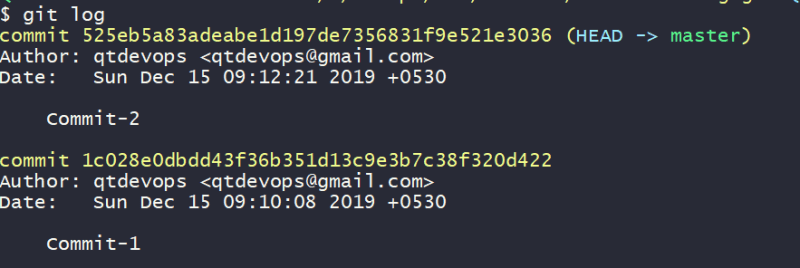 $ git log
commit 525eb5a83adeabe1d197de7356831f9e521e3036 (HEAD -> master)
Author: qtdevops <qtdevops@gmail.com>
Date:   Sun Dec 15 09:12:21 2019 +0530
    Commit-2
commit 1c028e0dbdd43f36b351d13c9e3b7c38f320d422
Author: qtdevops <qtdevops@gmail.com>
Date:   Sun Dec 15 09:10:08 2019 +0530
    Commit-1